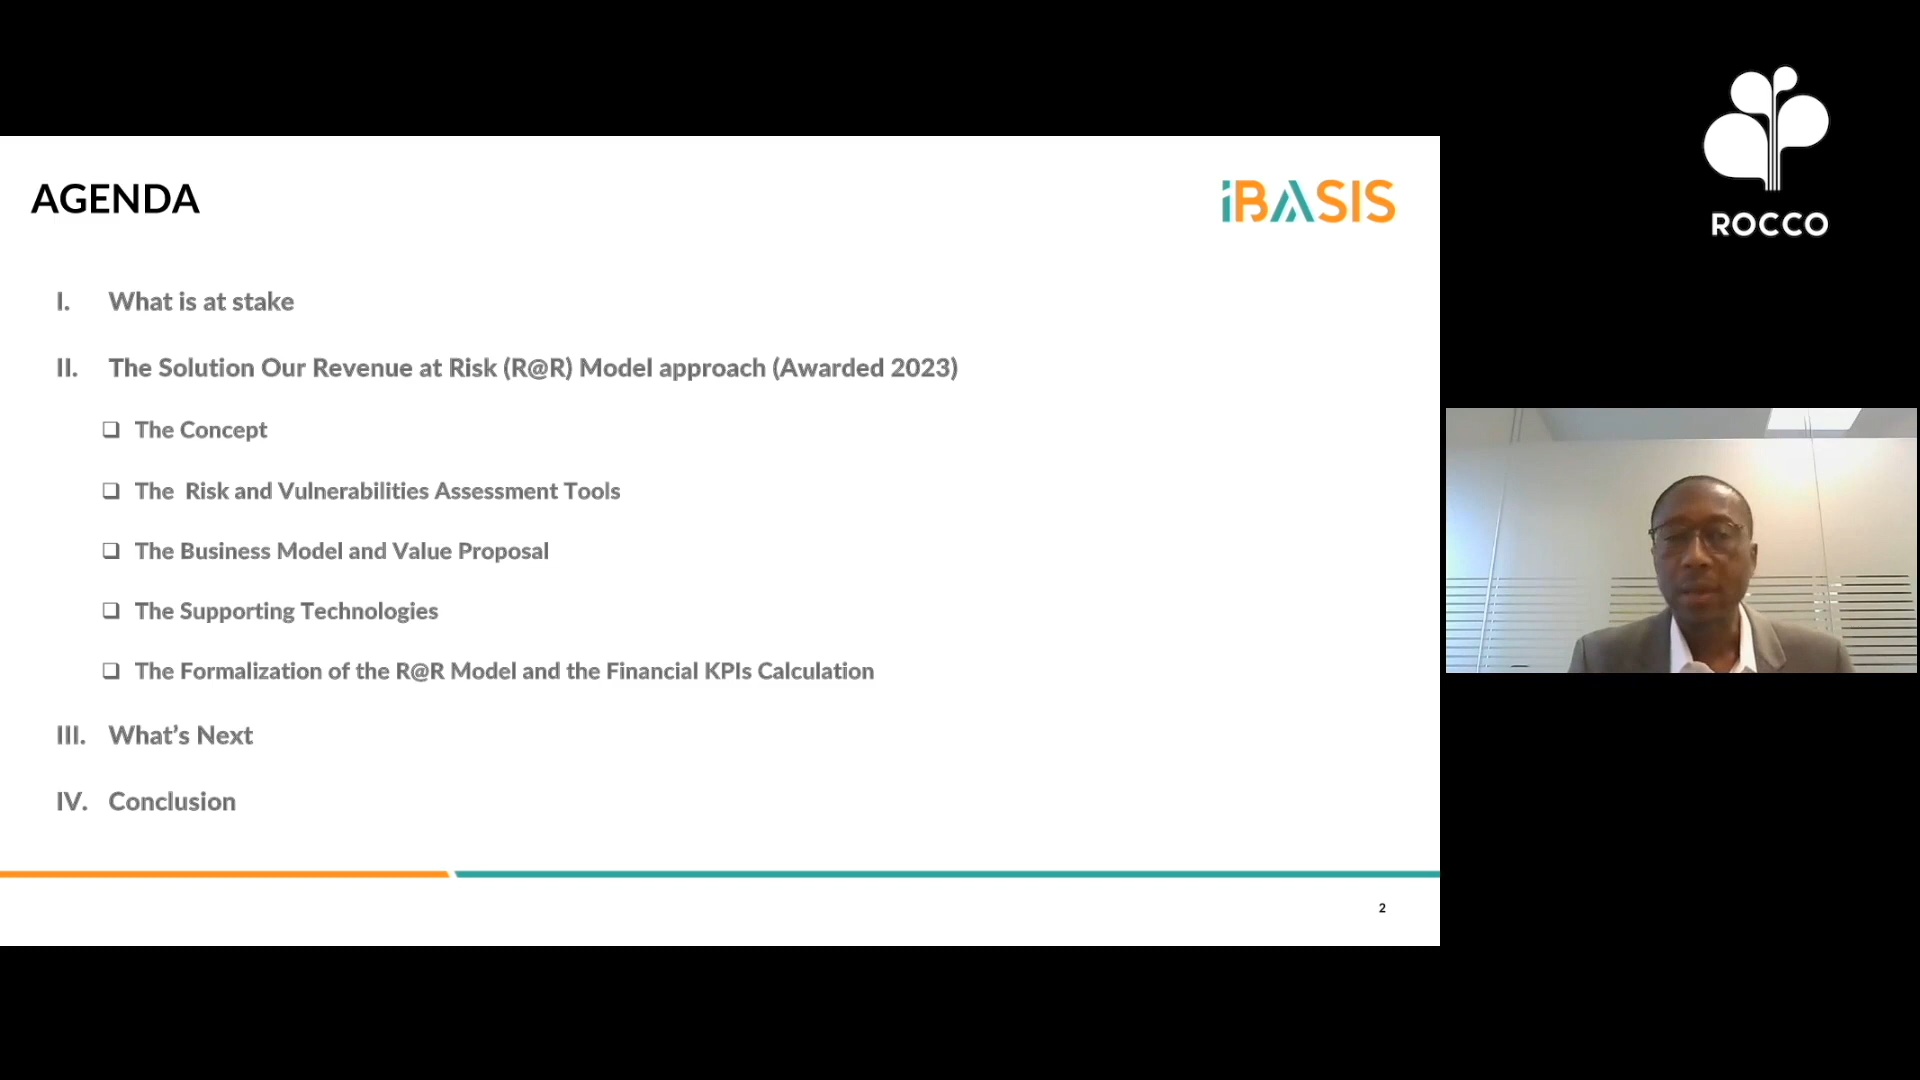 AGENDA
iBASIS
ROCCO
I. What is at stake
II. The Solution Our Revenue at Risk (R@R) Model approach (Awarded 2023)
❑ The Concept
❑ The  Risk and Vulnerabilities Assessment Tools
❑ The Business Model and Value Proposal
❑ The Supporting Technologies
❑ The Formalization of the R@R Model and the Financial KPIs Calculation
III. What’s Next
IV. Conclusion
2